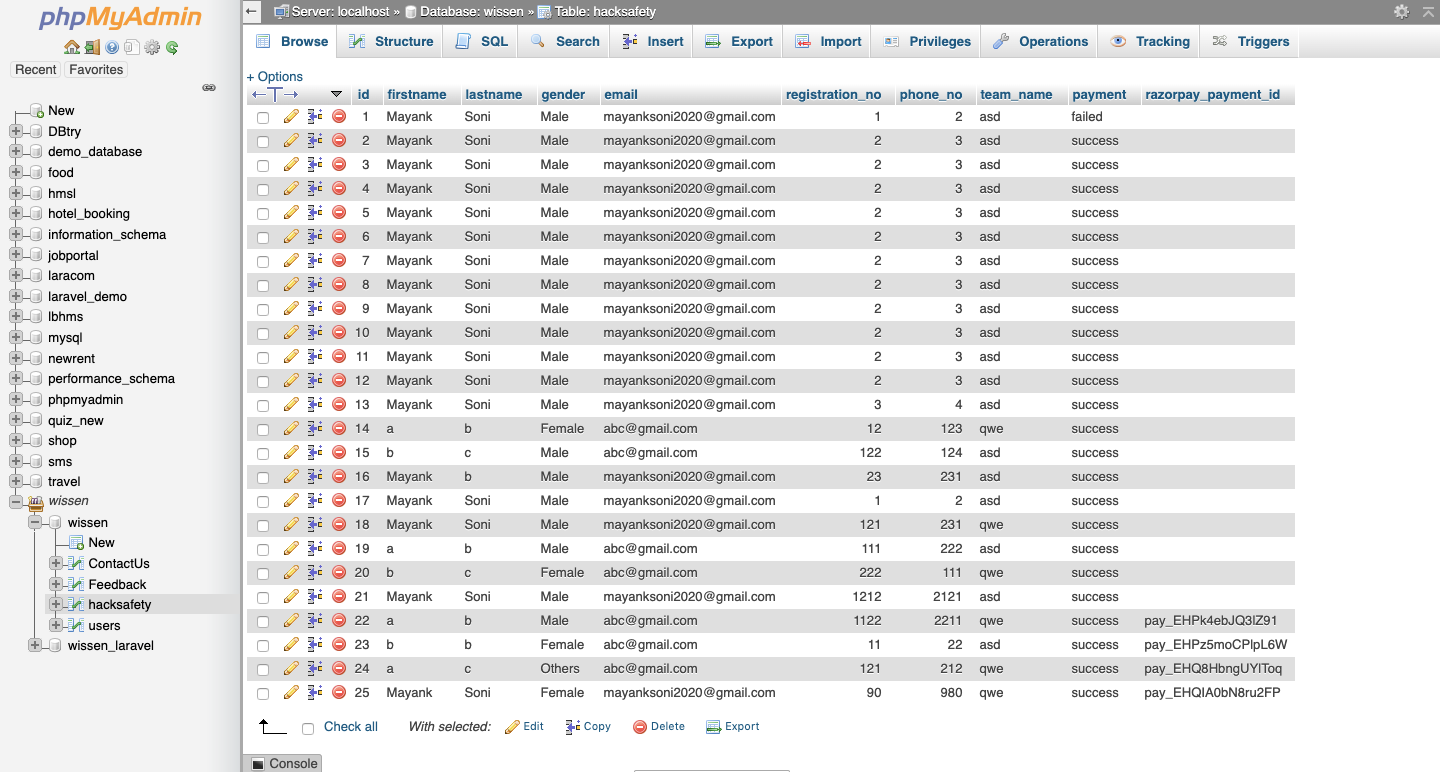 phpMyAdmin
Recent Favorites
New
DBtry
demo_database
food
hmsl
hotel_booking
information_schema
jobportal
laracom
laravel_demo
lbhms
mysql
newrent
performance_schema
phpmyadmin
quiz_new
shop
sms
travel
wissen
wissen
New
ContactUs
Feedback
hacksafety
users
wissen_laravel
Server: localhost » Database: wissen » Table: hacksafety
Browse Structure SQL Search Insert Export Import Privileges Operations Tracking Triggers
+ Options
←T→ id firstname lastname gender email registration_no phone_no team_name payment razorpay_payment_id
1 Mayank Soni Male mayanksoni2020@gmail.com 1 2 asd failed
2 Mayank Soni Male mayanksoni2020@gmail.com 2 3 asd success
3 Mayank Soni Male mayanksoni2020@gmail.com 2 3 asd success
4 Mayank Soni Male mayanksoni2020@gmail.com 2 3 asd success
5 Mayank Soni Male mayanksoni2020@gmail.com 2 3 asd success
6 Mayank Soni Male mayanksoni2020@gmail.com 2 3 asd success
7 Mayank Soni Male mayanksoni2020@gmail.com 2 3 asd success
8 Mayank Soni Male mayanksoni2020@gmail.com 2 3 asd success
9 Mayank Soni Male mayanksoni2020@gmail.com 2 3 asd success
10 Mayank Soni Male mayanksoni2020@gmail.com 2 3 asd success
11 Mayank Soni Male mayanksoni2020@gmail.com 2 3 asd success
12 Mayank Soni Male mayanksoni2020@gmail.com 2 3 asd success
13 Mayank Soni Male mayanksoni2020@gmail.com 3 4 asd success
14 a b Female abc@gmail.com 12 123 qwe success
15 b c Male abc@gmail.com 122 124 asd success
16 Mayank b Male mayanksoni2020@gmail.com 23 231 asd success
17 Mayank Soni Male mayanksoni2020@gmail.com 1 2 asd success
18 Mayank Soni Male mayanksoni2020@gmail.com 121 231 qwe success
19 a b Male abc@gmail.com 111 222 asd success
20 b c Female abc@gmail.com 222 111 qwe success
21 Mayank Soni Male mayanksoni2020@gmail.com 1212 2121 asd success
22 a b Male abc@gmail.com 1122 2211 qwe success pay_EHPk4ebJQ3lZ91
23 b b Female abc@gmail.com 11 22 asd success pay_EHPz5moCPlpL6W
24 a c Others abc@gmail.com 121 212 qwe success pay_EHQ8HbngUYlToq
25 Mayank Soni Female mayanksoni2020@gmail.com 90 980 qwe success pay_EHQIA0bN8ru2FP
Check all With selected: Edit Copy Delete Export
Console